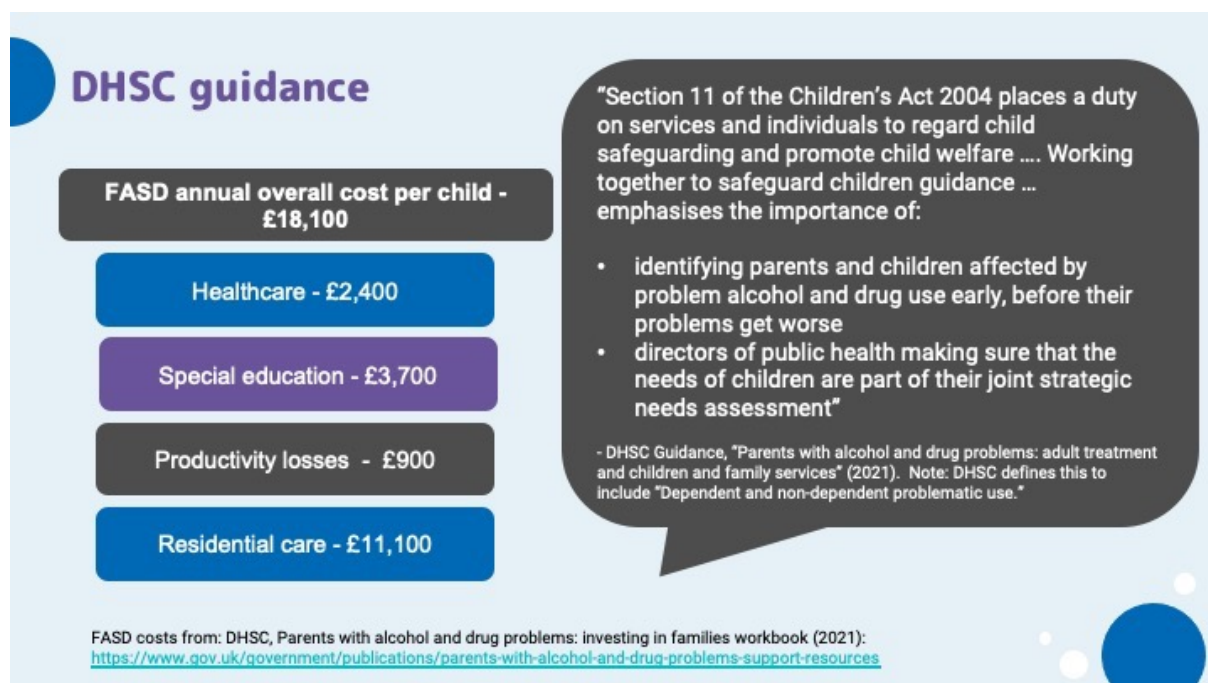 DHSC guidance
FASD annual overall cost per child -
£18,100
Healthcare - £2,400
Special education - £3,700
Productivity losses - £900
Residential care - £11,100
“Section 11 of the Children’s Act 2004 places a duty
on services and individuals to regard child
safeguarding and promote child welfare .... Working
together to safeguard children guidance ...
emphasises the importance of:
• identifying parents and children affected by
problem alcohol and drug use early, before their
problems get worse
• directors of public health making sure that the
needs of children are part of their joint strategic
needs assessment”
- DHSC Guidance, “Parents with alcohol and drug problems: adult treatment
and children and family services” (2021). Note: DHSC defines this to
include “Dependent and non-dependent problematic use.”
FASD costs from: DHSC, Parents with alcohol and drug problems: investing in families workbook (2021):
https://www.gov.uk/government/publications/parents-with-alcohol-and-drug-problems-support-resources